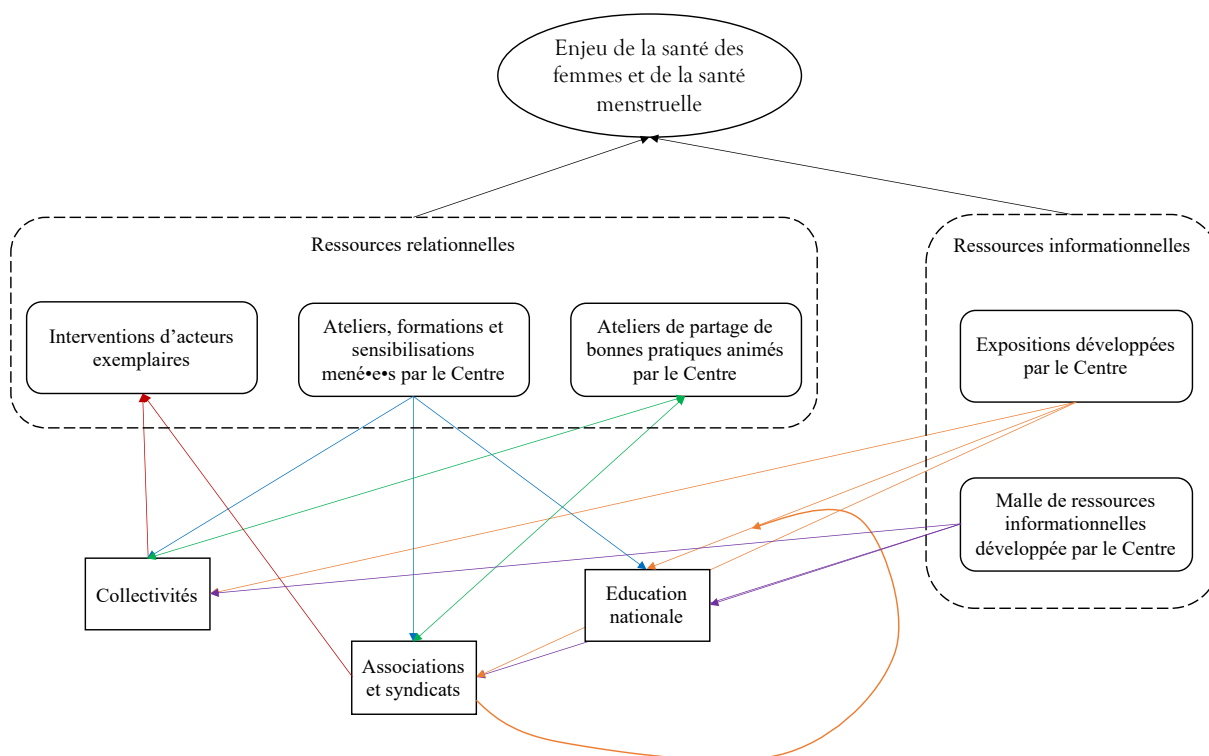 Enjeu de la santé des
femmes et de la santé
menstruelle
Ressources relationnelles
Ressources informationnelles
Interventions d’acteurs
exemplaires
Ateliers, formations et
sensibilisations
mené•e•s par le Centre
Ateliers de partage de
bonnes pratiques animés
par le Centre
Expositions développées
par le Centre
Malle de ressources
informationnelles
développée par le Centre
Collectivités
Education
nationale
Associations
et syndicats